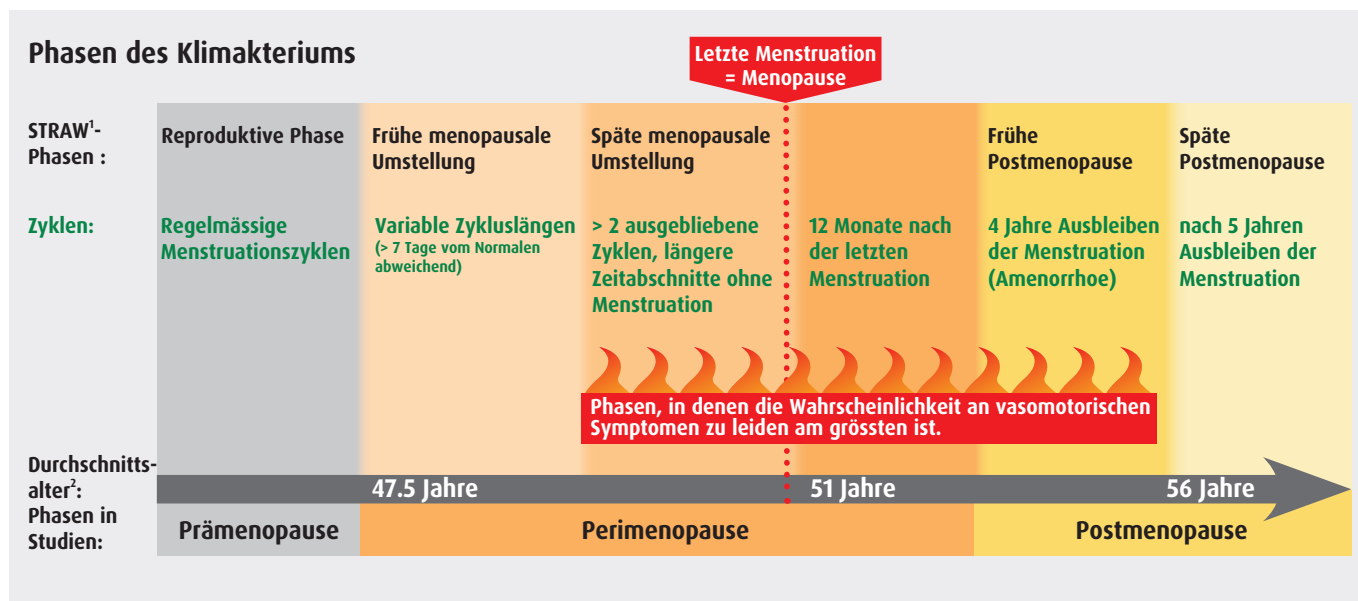 Phasen des Klimakteriums
Letzte Menstruation
= Menopause
STRAW¹-
Phasen :
Reproduktive Phase
Frühe menopausale
Umstellung
Späte menopausale
Umstellung
Frühe
Postmenopause
Späte
Postmenopause
Zyklen:
Regelmässige
Menstruationszyklen
Variable Zykluslängen
(> 7 Tage vom Normalen
abweichend)
> 2 ausgebliebene
Zyklen, längere
Zeitabschnitte ohne
Menstruation
12 Monate nach
der letzten
Menstruation
4 Jahre Ausbleiben
der Menstruation
(Amenorrhoe)
nach 5 Jahren
Ausbleiben der
Menstruation
Phasen, in denen die Wahrscheinlichkeit an vasomotorischen
Symptomen zu leiden am grössten ist.
Durchschnitts-
alter²:
47.5 Jahre
51 Jahre
56 Jahre
Phasen in
Studien:
Prämenopause
Perimenopause
Postmenopause